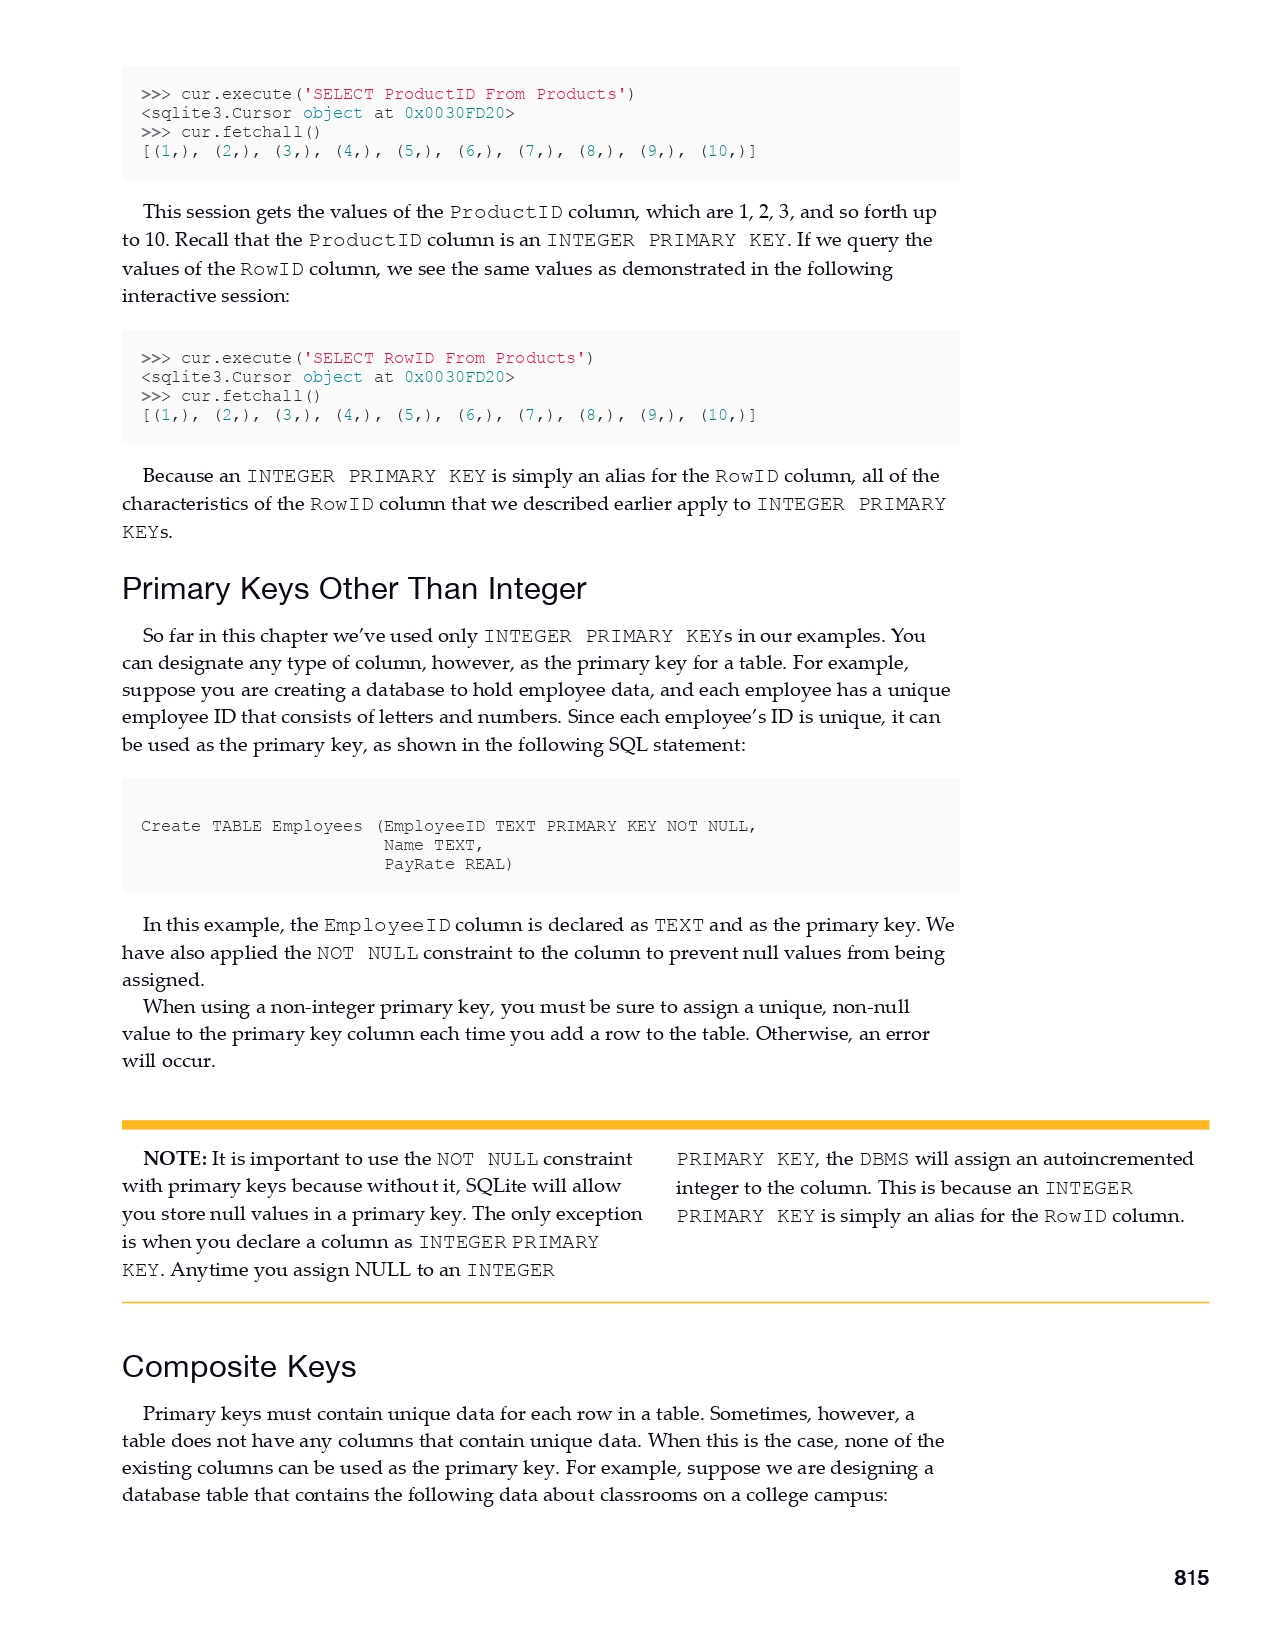 >>> cur.execute('SELECT ProductID From Products')
<sqlite3.Cursor object at 0x0030FD20>
>>> cur.fetchall()
[(1,), (2,), (3,), (4,), (5,), (6,), (7,), (8,), (9,), (10,)]
This session gets the values of the ProductID column, which are 1, 2, 3, and so forth up
to 10. Recall that the ProductID column is an INTEGER PRIMARY KEY. If we query the
values of the RowID column, we see the same values as demonstrated in the following
interactive session:
>>> cur.execute('SELECT RowID From Products')
<sqlite3.Cursor object at 0x0030FD20>
>>> cur.fetchall()
[(1,), (2,), (3,), (4,), (5,), (6,), (7,), (8,), (9,), (10,)]
Because an INTEGER PRIMARY KEY is simply an alias for the RowID column, all of the
characteristics of the RowID column that we described earlier apply to INTEGER PRIMARY
KEYs.
Primary Keys Other Than Integer
So far in this chapter we’ve used only INTEGER PRIMARY KEYs in our examples. You
can designate any type of column, however, as the primary key for a table. For example,
suppose you are creating a database to hold employee data, and each employee has a unique
employee ID that consists of letters and numbers. Since each employee’s ID is unique, it can
be used as the primary key, as shown in the following SQL statement:
Create TABLE Employees (EmployeeID TEXT PRIMARY KEY NOT NULL,
Name TEXT,
PayRate REAL)
In this example, the EmployeeID column is declared as TEXT and as the primary key. We
have also applied the NOT NULL constraint to the column to prevent null values from being
assigned.
When using a non-integer primary key, you must be sure to assign a unique, non-null
value to the primary key column each time you add a row to the table. Otherwise, an error
will occur.
NOTE: It is important to use the NOT NULL constraint
with primary keys because without it, SQLite will allow
you store null values in a primary key. The only exception
is when you declare a column as INTEGER PRIMARY
KEY. Anytime you assign NULL to an INTEGER
PRIMARY KEY, the DBMS will assign an autoincremented
integer to the column. This is because an INTEGER
PRIMARY KEY is simply an alias for the RowID column.
Composite Keys
Primary keys must contain unique data for each row in a table. Sometimes, however, a
table does not have any columns that contain unique data. When this is the case, none of the
existing columns can be used as the primary key. For example, suppose we are designing a
database table that contains the following data about classrooms on a college campus:
815